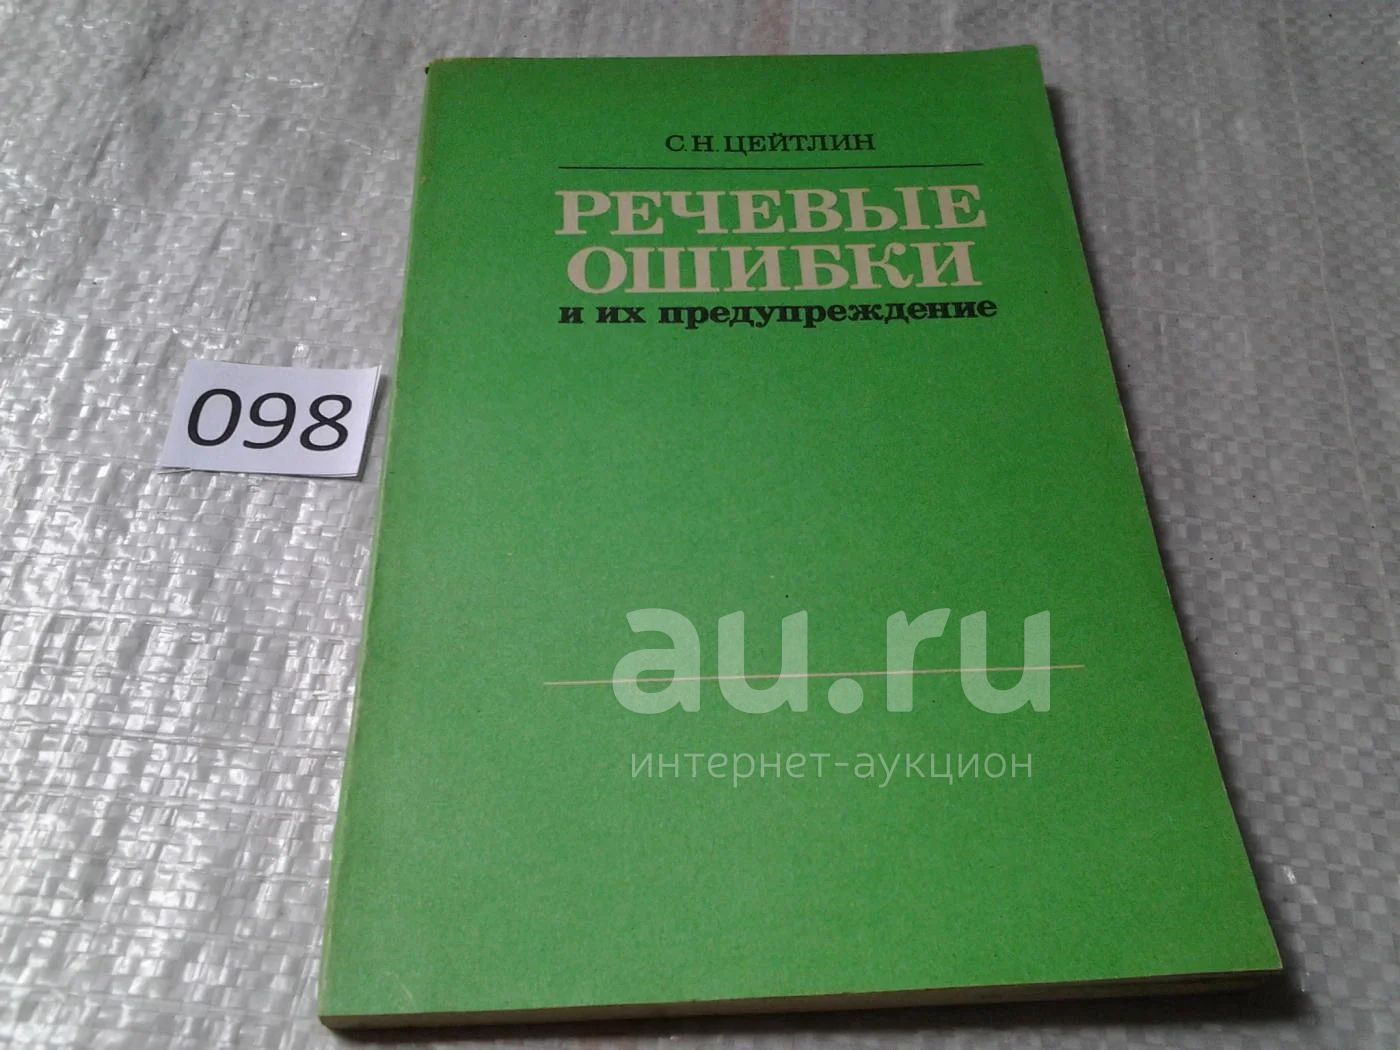 С.Н.ЦЕЙТЛИН
РЕЧЕВЫЕ
ОШИБКИ
и их предупреждение
098
au.ru
интернет-аукцион